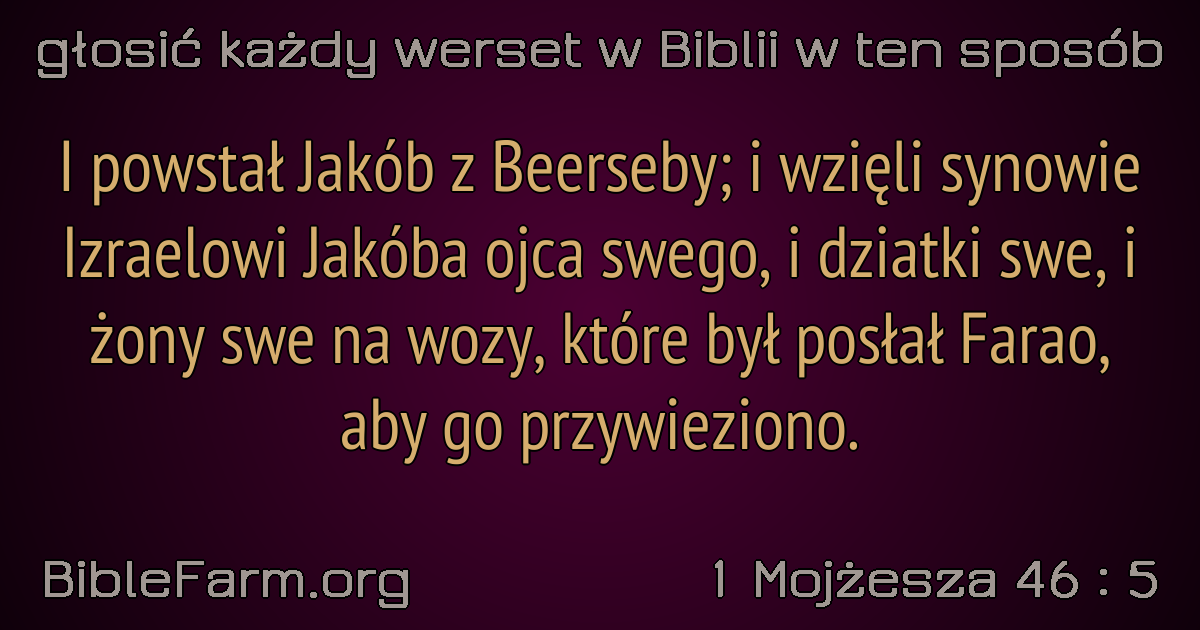 głosić każdy werset w Biblii w ten sposób
I powstał Jakób z Beerseby; i wzięli synowie
Izraelowi Jakóba ojca swego, i dziatki swe, i
żony swe na wozy, które był posłał Farao,
aby go przywieziono.
BibleFarm.org
1 Mojżesza 46 : 5